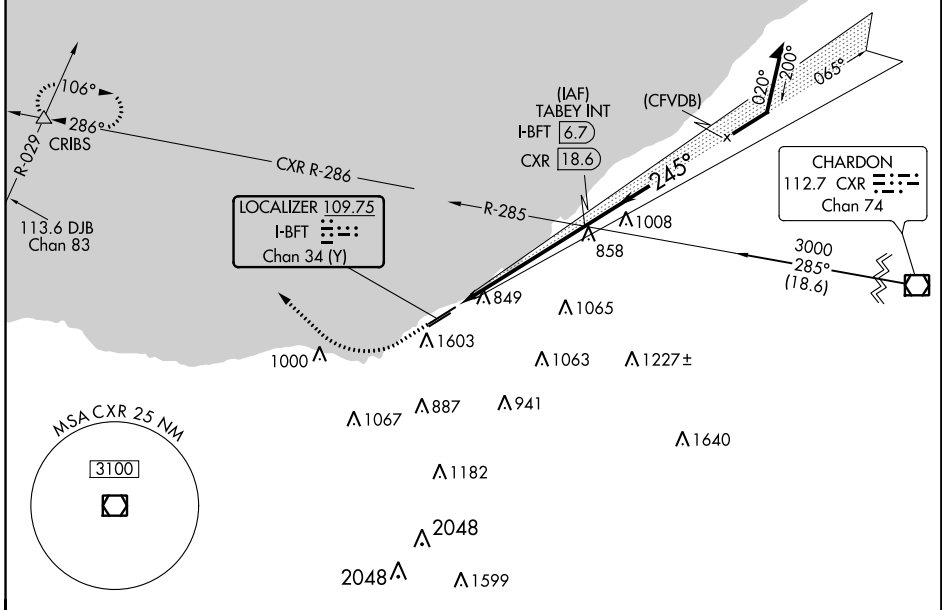 106°
286°
CRIBS
R-029
113.6 DJB
Chan 83
CXR R-286
LOCALIZER 109.75
I-BFT
Chan 34 (Y)
(IAF)
TABEY INT
I-BFT 6.7
CXR 18.6
(CFVDB)
020°
200°
065°
245°
R-285
CHARDON
112.7 CXR
Chan 74
3000
285°
(18.6)
1008
858
849
1065
1603
1000
1063
1227±
1067
887
941
1640
1182
2048
2048
1599
MSA CXR 25 NM
3100